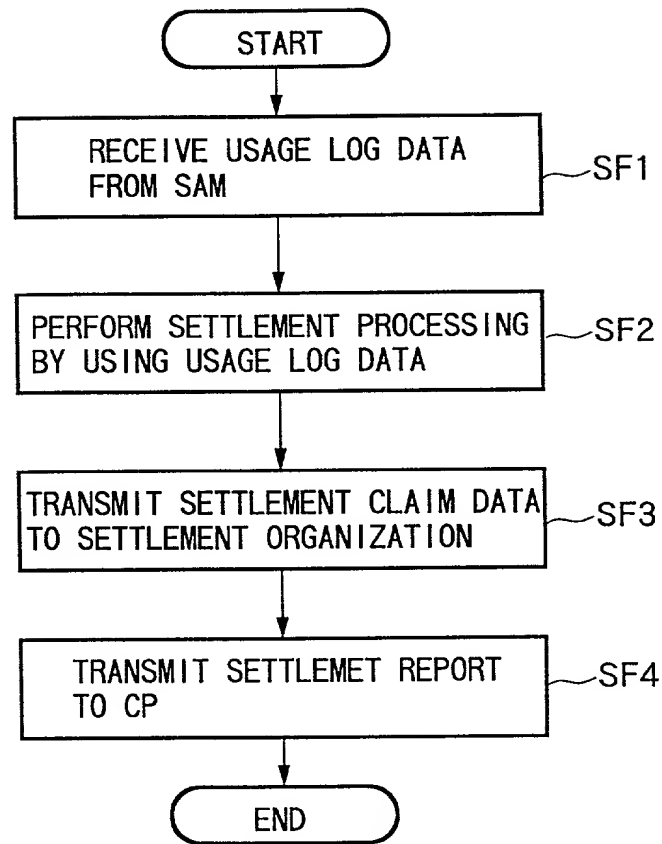 START
RECEIVE USAGE LOG DATA
FROM SAM
SF1
PERFORM SETTLEMENT PROCESSING
BY USING USAGE LOG DATA
SF2
TRANSMIT SETTLEMENT CLAIM DATA
TO SETTLEMENT ORGANIZATION
SF3
TRANSMIT SETTLEMET REPORT
TO CP
SF4
END